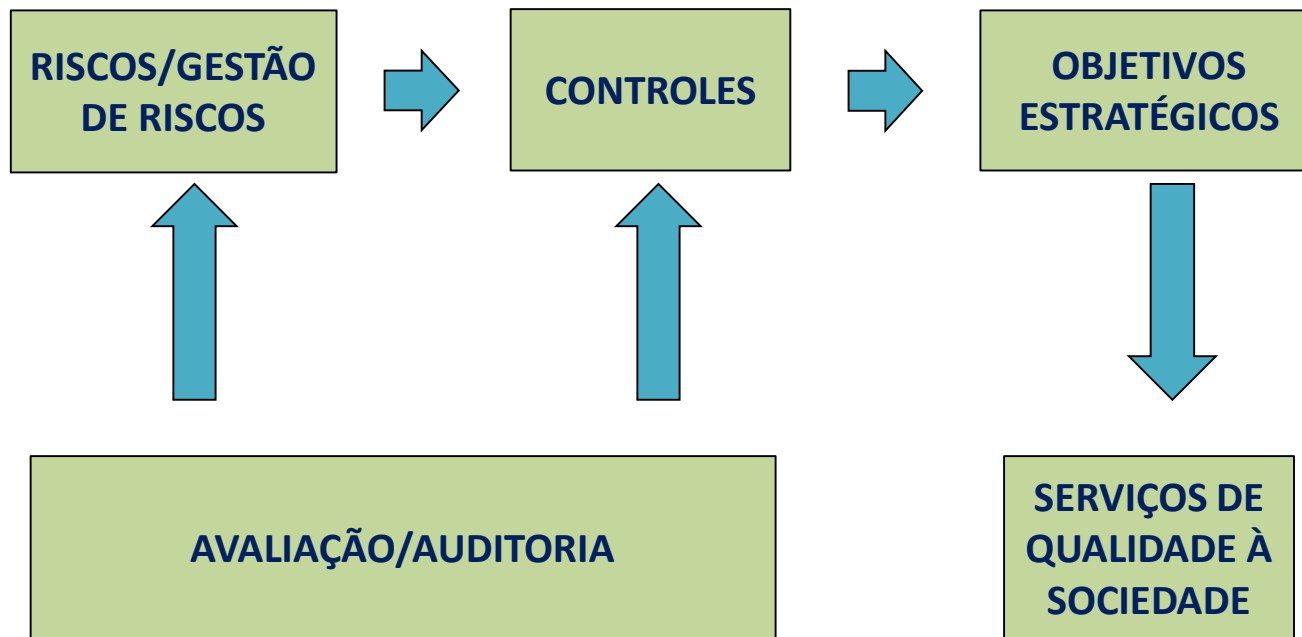 RISCOS/GESTÃO
DE RISCOS
CONTROLES
OBJETIVOS
ESTRATÉGICOS
AVALIAÇÃO/AUDITORIA
SERVIÇOS DE
QUALIDADE À
SOCIEDADE